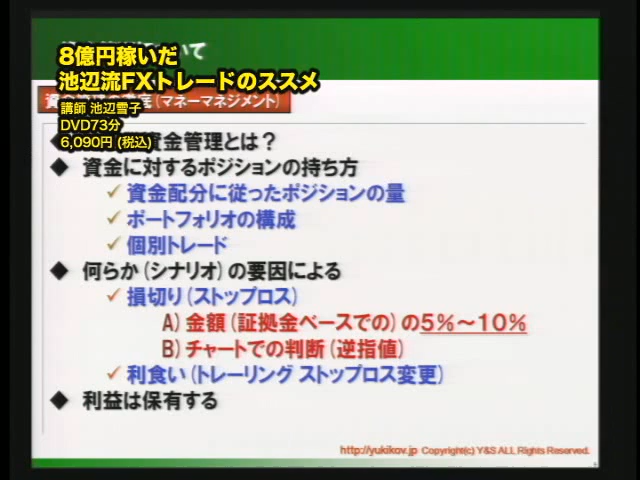 8億円稼いだ
池辺流FXトレードのススメ
講師 池辺雪子
DVD73分
6,090円 (税込)
ついて
(マネーマネジメント)
資金管理とは？
◆ 資金に対するポジションの持ち方
✓ 資金配分に従ったポジションの量
✓ ポートフォリオの構成
✓ 個別トレード
◆ 何らか (シナリオ) の要因による
✓ 損切り (ストップロス)
A) 金額 (証拠金ベースでの) の5%～10%
B) チャートでの判断 (逆指値)
✓ 利食い (トレーリング ストップロス変更)
◆ 利益は保有する
http://yukikov.jp Copyright(c) Y&S ALL Rights Reserved.